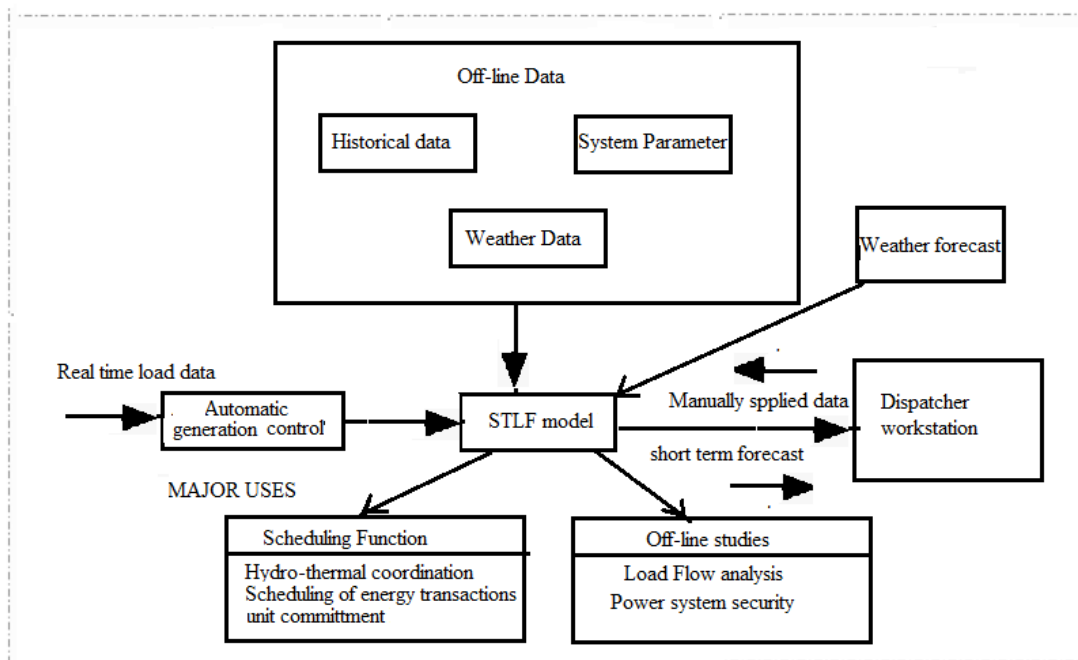 Off-line Data
Historical data
System Parameter
Weather Data
Weather forecast
Real time load data
Automatic
generation control
STLF model
Manually spplied data
short term forecast
Dispatcher
workstation
MAJOR USES
Scheduling Function
Hydro-thermal coordination
Scheduling of energy transactions
unit committment
Off-line studies
Load Flow analysis
Power system security